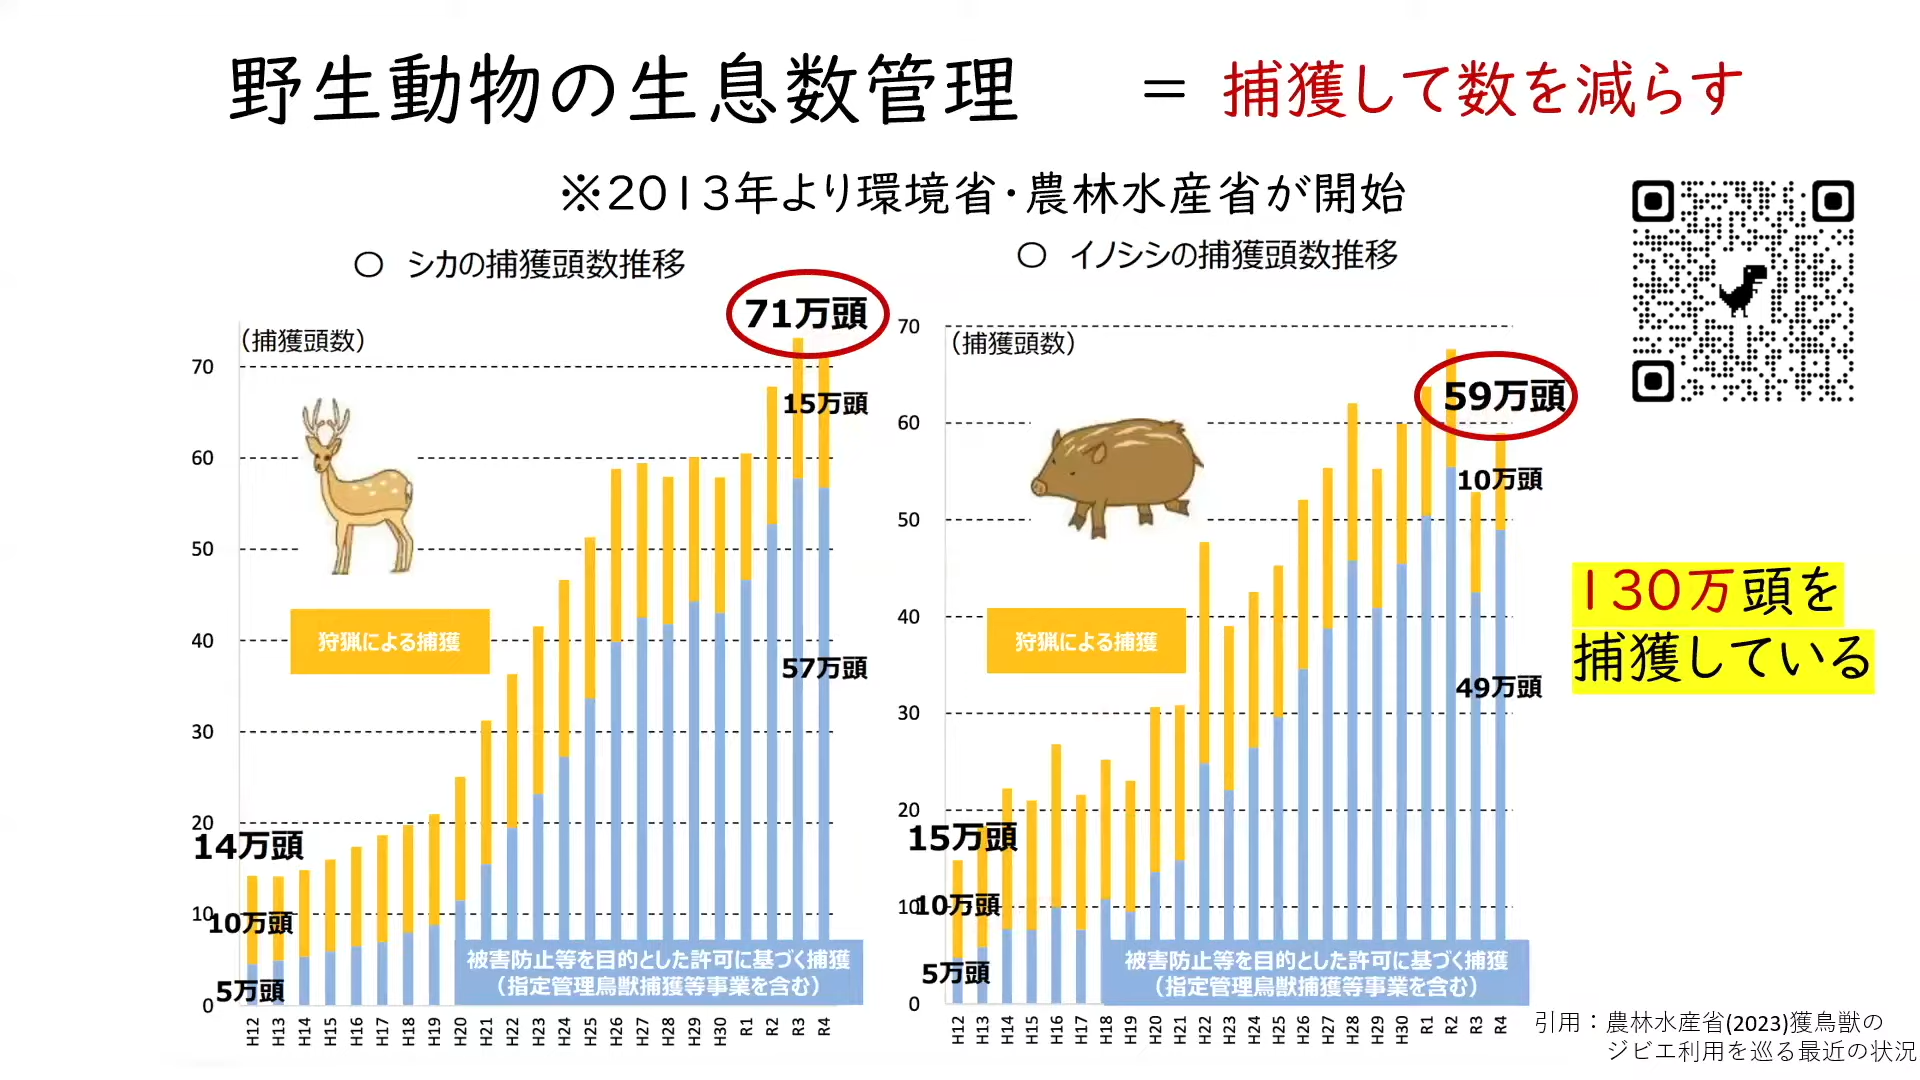 野生動物の生息数管理 = 捕獲して数を減らす
※2013年より環境省・農林水産省が開始
○ シカの捕獲頭数推移
○ イノシシの捕獲頭数推移
71万頭
(捕獲頭数)
70
60
50
40
30
20
10
0
15万頭
狩猟による捕獲
57万頭
14万頭
10万頭
5万頭
被害防止等を目的とした許可に基づく捕獲
(指定管理鳥獣捕獲等事業を含む)
H12 H13 H14 H15 H16 H17 H18 H19 H20 H21 H22 H23 H24 H25 H26 H27 H28 H29 H30 R1 R2 R3 R4
(捕獲頭数)
70
60
50
40
30
20
10
0
59万頭
10万頭
狩猟による捕獲
49万頭
15万頭
10万頭
5万頭
被害防止等を目的とした許可に基づく捕獲
(指定管理鳥獣捕獲等事業を含む)
H12 H13 H14 H15 H16 H17 H18 H19 H20 H21 H22 H23 H24 H25 H26 H27 H28 H29 H30 R1 R2 R3 R4
130万頭を
捕獲している
引用：農林水産省(2023)獲鳥獣の
ジビエ利用を巡る最近の状況